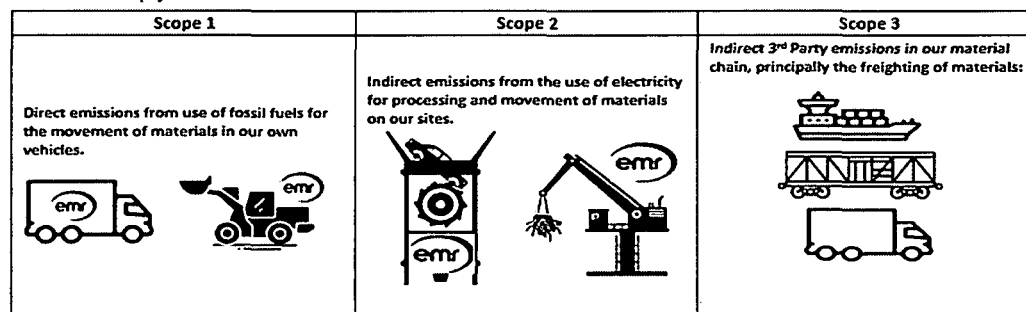 Scope 1
Scope 2
Scope 3
Direct emissions from use of fossil fuels for
the movement of materials in our own
vehicles.
emr
emr
Indirect emissions from the use of electricity
for processing and movement of materials
on our sites.
emr
emr
Indirect 3rd Party emissions in our material
chain, principally the freighting of materials: